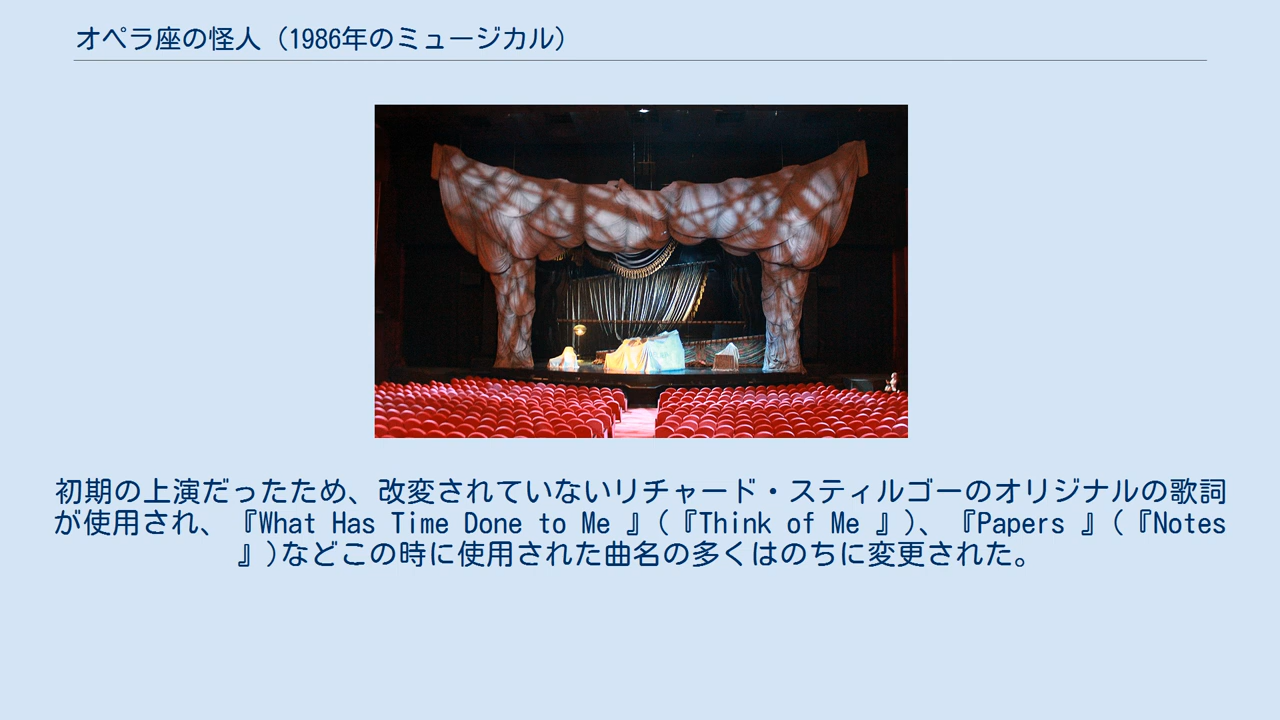 オペラ座の怪人（1986年のミュージカル）
初期の上演だったため、改変されていないリチャード・スティルゴーのオリジナルの歌詞
が使用され、『What Has Time Done to Me 』(『Think of Me 』)、『Papers 』(『Notes
』)などこの時に使用された曲名の多くはのちに変更された。